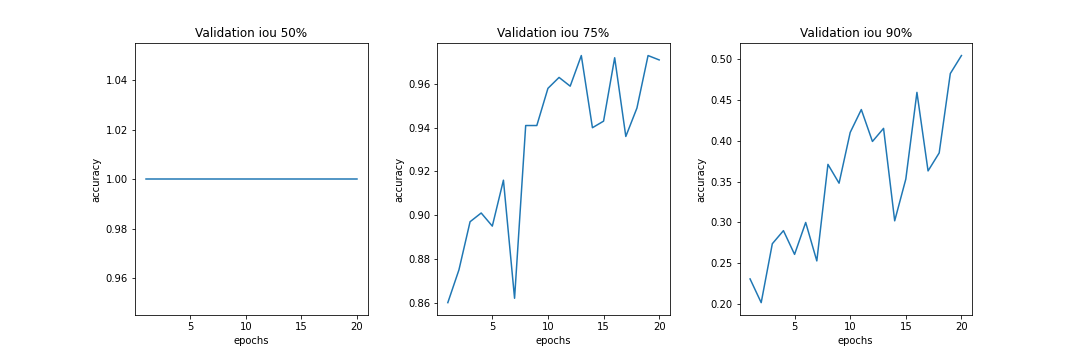 Validation iou 50%
accuracy
1.04
1.02
1.00
0.98
0.96
5 10 15 20
epochs
Validation iou 75%
accuracy
0.96
0.94
0.92
0.90
0.88
0.86
5 10 15 20
epochs
Validation iou 90%
accuracy
0.50
0.45
0.40
0.35
0.30
0.25
0.20
5 10 15 20
epochs